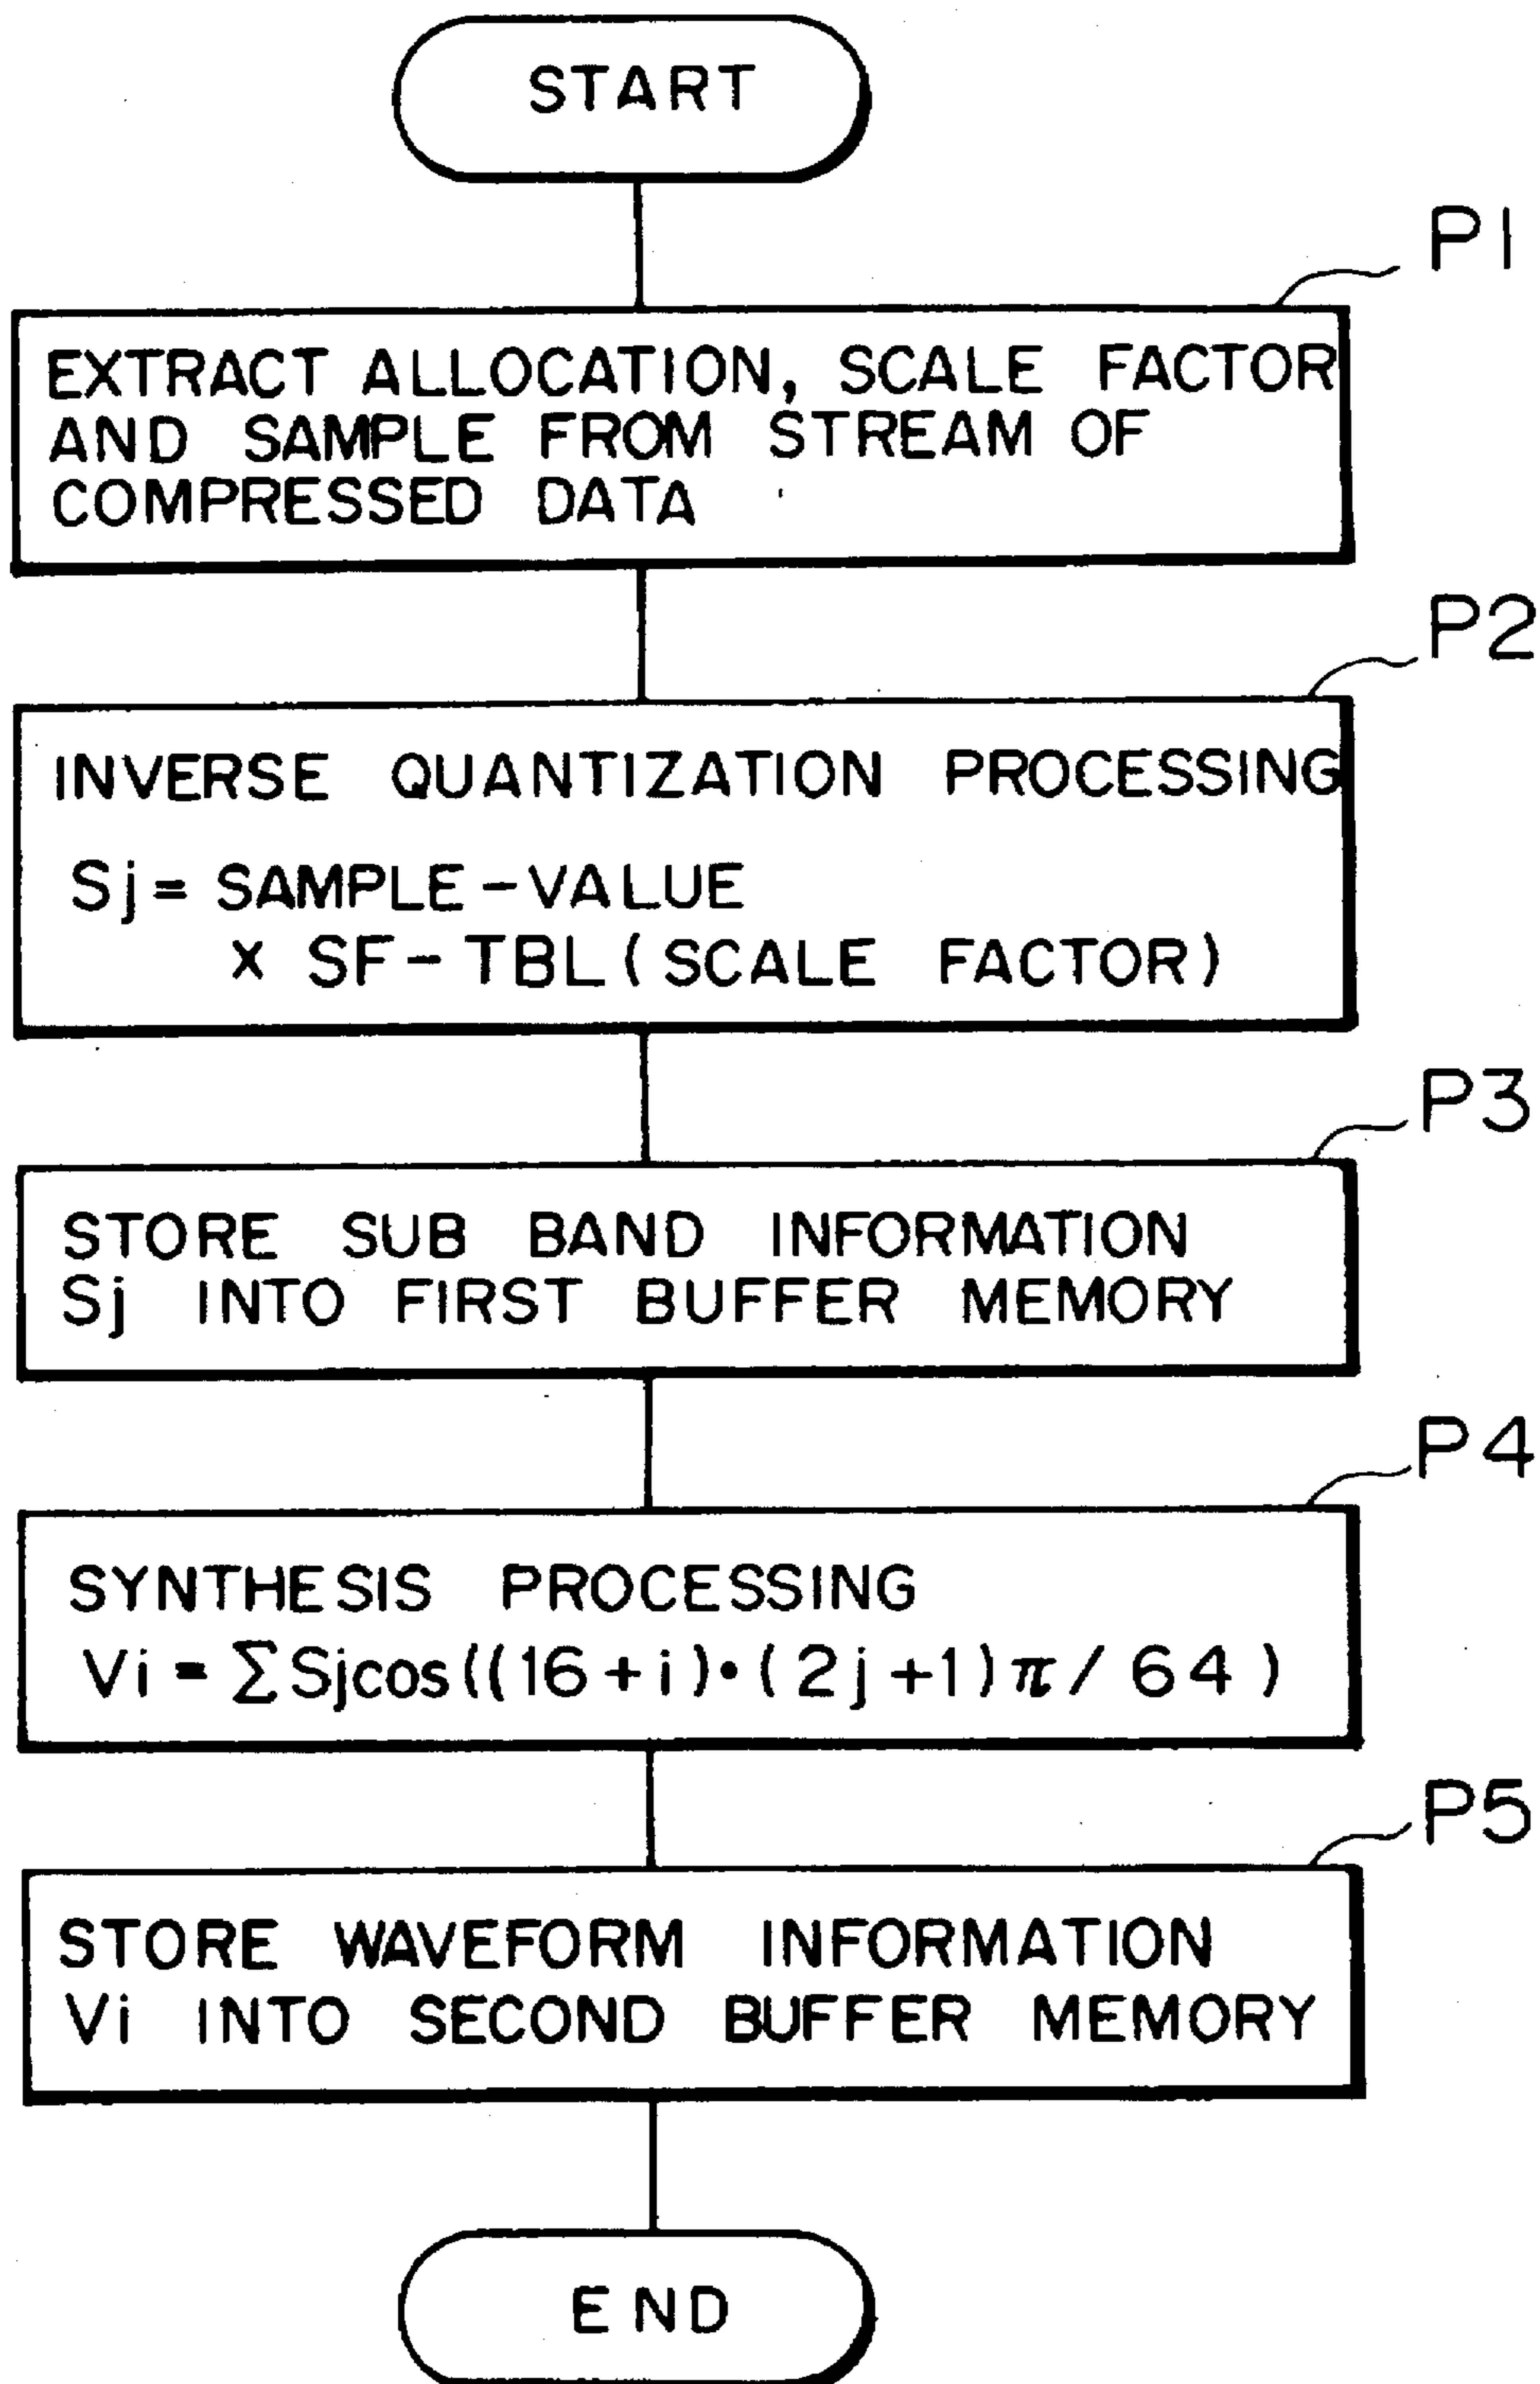 START
P1
EXTRACT ALLOCATION, SCALE FACTOR
AND SAMPLE FROM STREAM OF
COMPRESSED DATA
P2
INVERSE QUANTIZATION PROCESSING
Sj = SAMPLE-VALUE
x SF-TBL (SCALE FACTOR)
P3
STORE SUB BAND INFORMATION
Sj INTO FIRST BUFFER MEMORY
P4
SYNTHESIS PROCESSING
Vi = ΣSjcos((16+i)•(2j+1)π/64)
P5
STORE WAVEFORM INFORMATION
Vi INTO SECOND BUFFER MEMORY
END